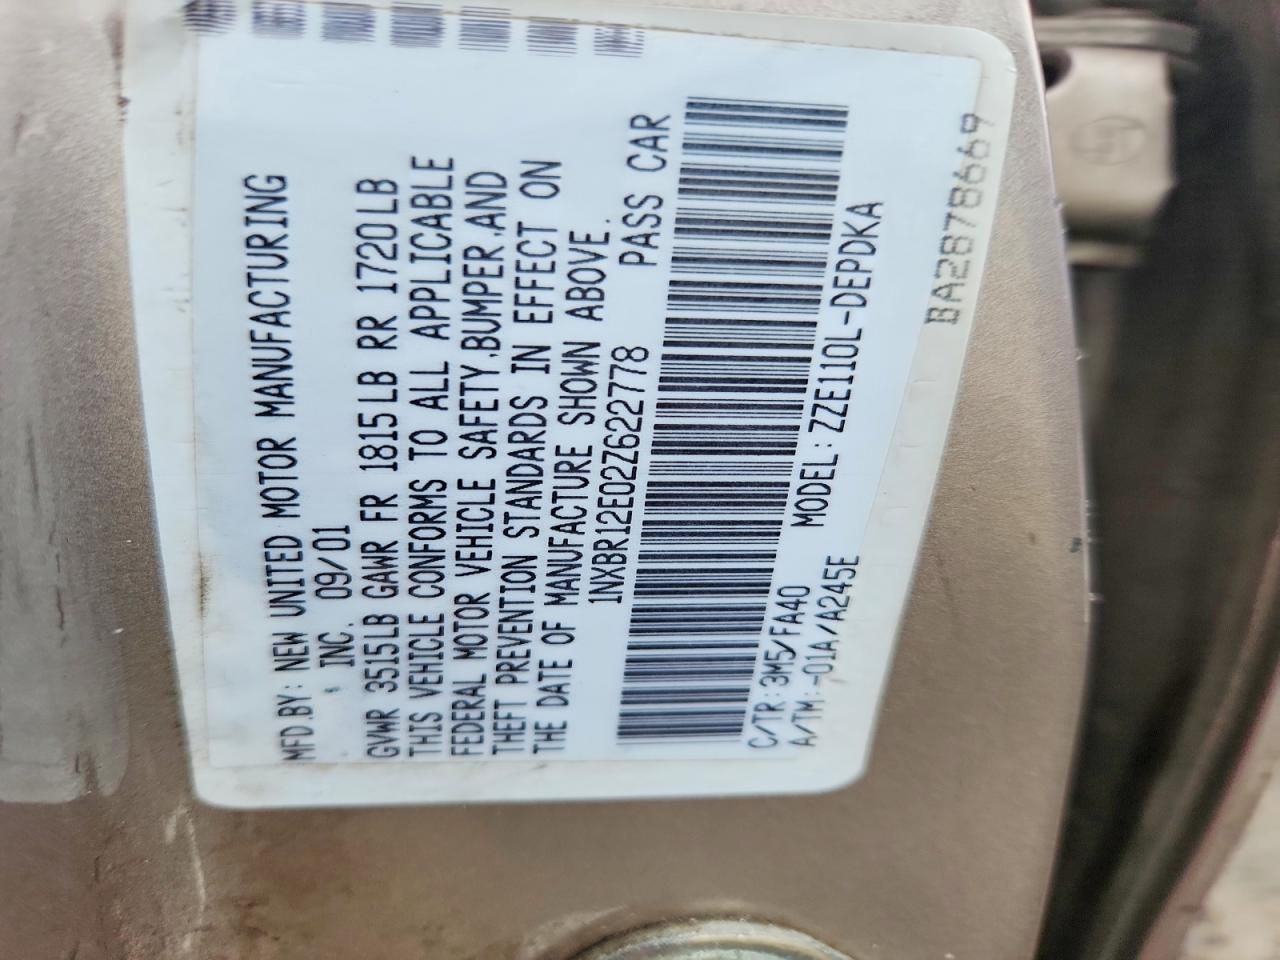 MFD.BY: NEW UNITED MOTOR MANUFACTURING
INC. 09/01
GVWR 3515LB GAWR FR 1815LB RR 1720LB
THIS VEHICLE CONFORMS TO ALL APPLICABLE
FEDERAL MOTOR VEHICLE SAFETY,BUMPER,AND
THEFT PREVENTION STANDARDS IN EFFECT ON
THE DATE OF MANUFACTURE SHOWN ABOVE.
1NXBR12E02Z622778 PASS CAR
C/TR:3M5/FA40 MODEL:ZZE110L-DEPDKA
A/TM:-01A/A245E
BA2878669